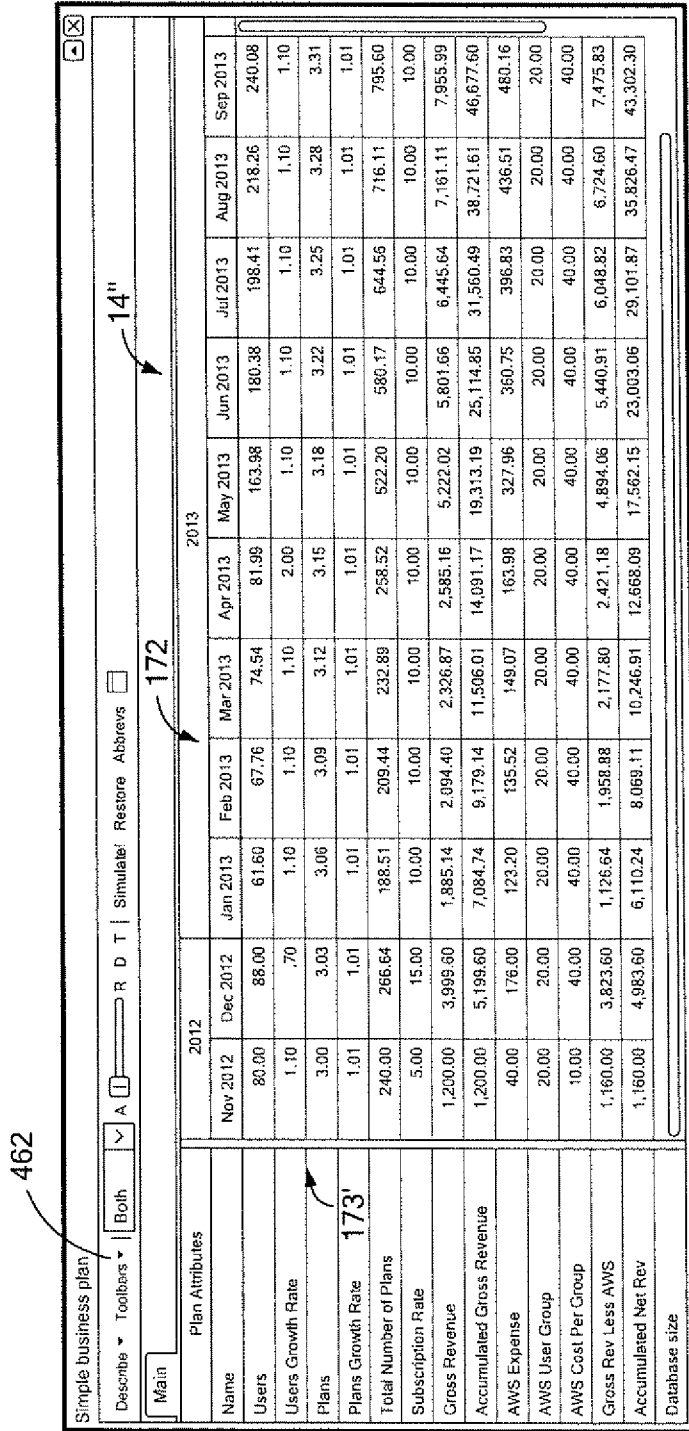 462
Simple business plan
Describe Toolbars Both A R D T Simulate! Restore Abbrevs
14"
Main
172
Plan Attributes 2012 2013
Name Nov 2012 Dec 2012 Jan 2013 Feb 2013 Mar 2013 Apr 2013 May 2013 Jun 2013 Jul 2013 Aug 2013 Sep 2013
Users 80.00 88.00 61.60 67.76 74.54 81.99 163.98 180.38 198.41 218.26 240.08
Users Growth Rate 1.10 .70 1.10 1.10 1.10 2.00 1.10 1.10 1.10 1.10 1.10
Plans 3.00 3.03 3.06 3.09 3.12 3.15 3.18 3.22 3.25 3.28 3.31
173'
Plans Growth Rate 1.01 1.01 1.01 1.01 1.01 1.01 1.01 1.01 1.01 1.01 1.01
Total Number of Plans 240.00 266.64 188.51 209.44 232.89 258.52 522.20 580.17 644.56 716.11 795.60
Subscription Rate 5.00 15.00 10.00 10.00 10.00 10.00 10.00 10.00 10.00 10.00 10.00
Gross Revenue 1,200.00 3,999.60 1,885.14 2,094.40 2,326.87 2,585.16 5,222.02 5,801.66 6,445.64 7,161.11 7,955.99
Accumulated Gross Revenue 1,200.00 5,199.60 7,084.74 9,179.14 11,506.01 14,091.17 19,313.19 25,114.85 31,560.49 38,721.61 46,677.60
AWS Expense 40.00 176.00 123.20 135.52 149.07 163.98 327.96 360.75 396.83 436.51 480.16
AWS User Group 20.00 20.00 20.00 20.00 20.00 20.00 20.00 20.00 20.00 20.00 20.00
AWS Cost Per Group 10.00 40.00 40.00 40.00 40.00 40.00 40.00 40.00 40.00 40.00 40.00
Gross Rev Less AWS 1,160.00 3,823.60 1,126.64 1,958.88 2,177.80 2,421.18 4,894.06 5,440.91 6,048.82 6,724.60 7,475.83
Accumulated Net Rev 1,160.00 4,983.60 6,110.24 8,069.11 10,246.91 12,668.09 17,562.15 23,003.06 29,101.87 35,826.47 43,302.30
Database size